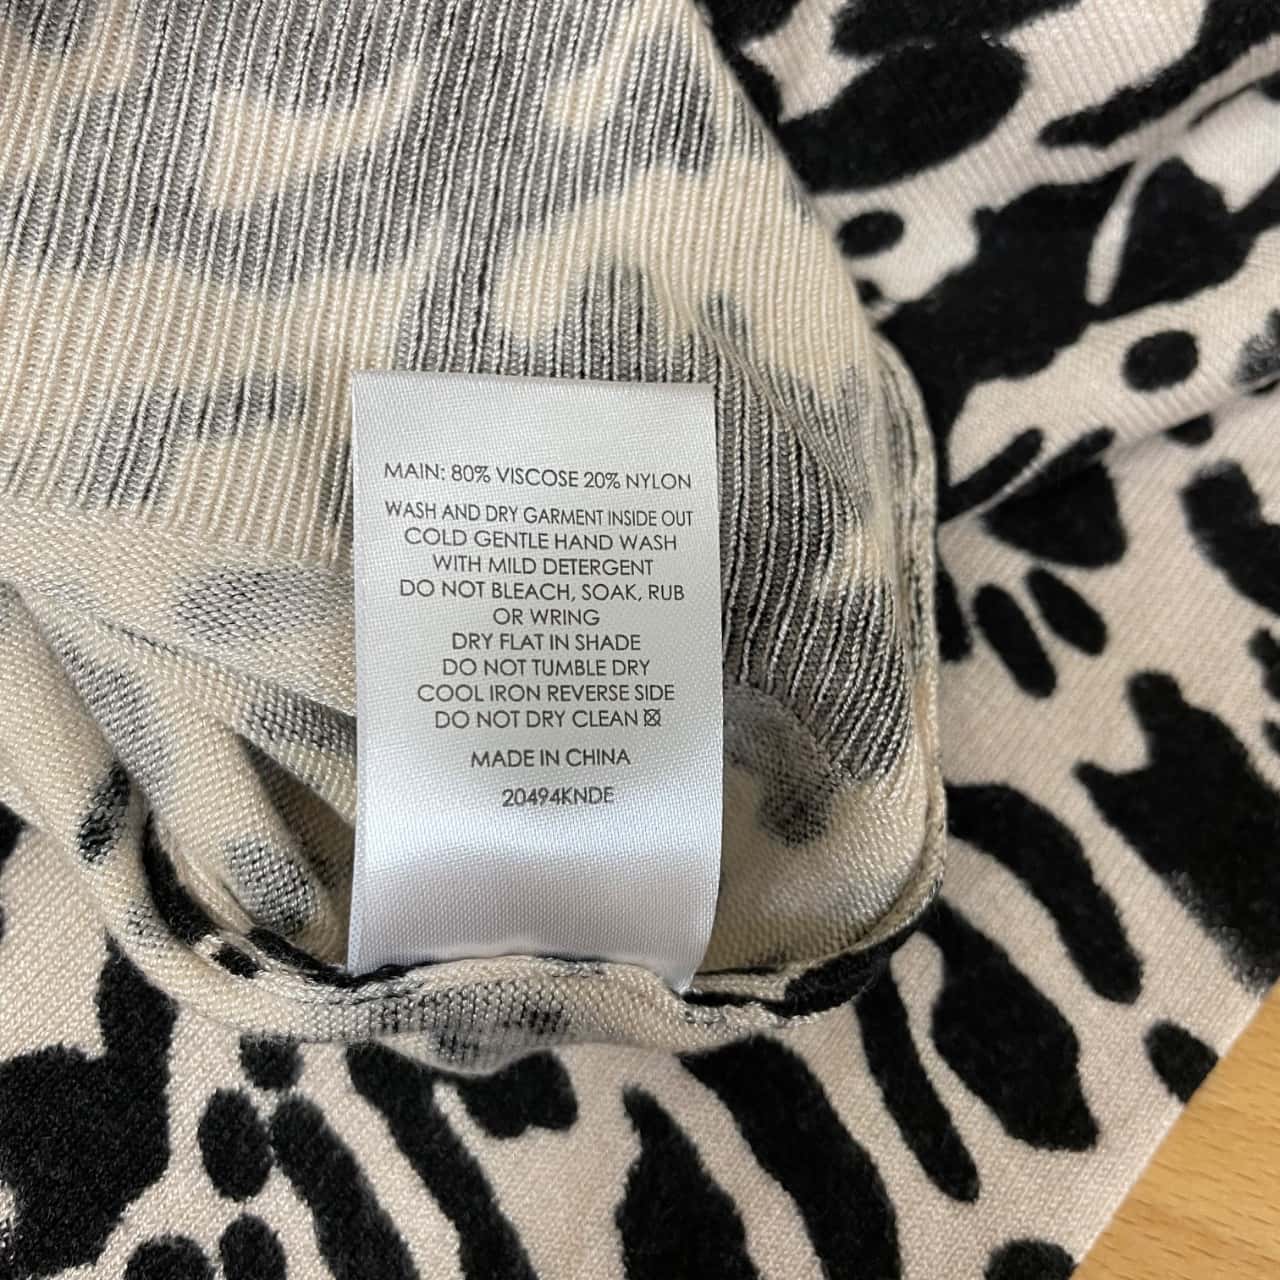 MAIN: 80% VISCOSE 20% NYLON
WASH AND DRY GARMENT INSIDE OUT
COLD GENTLE HAND WASH
WITH MILD DETERGENT
DO NOT BLEACH, SOAK, RUB
OR WRING
DRY FLAT IN SHADE
DO NOT TUMBLE DRY
COOL IRON REVERSE SIDE
DO NOT DRY CLEAN
MADE IN CHINA
20494KNDE